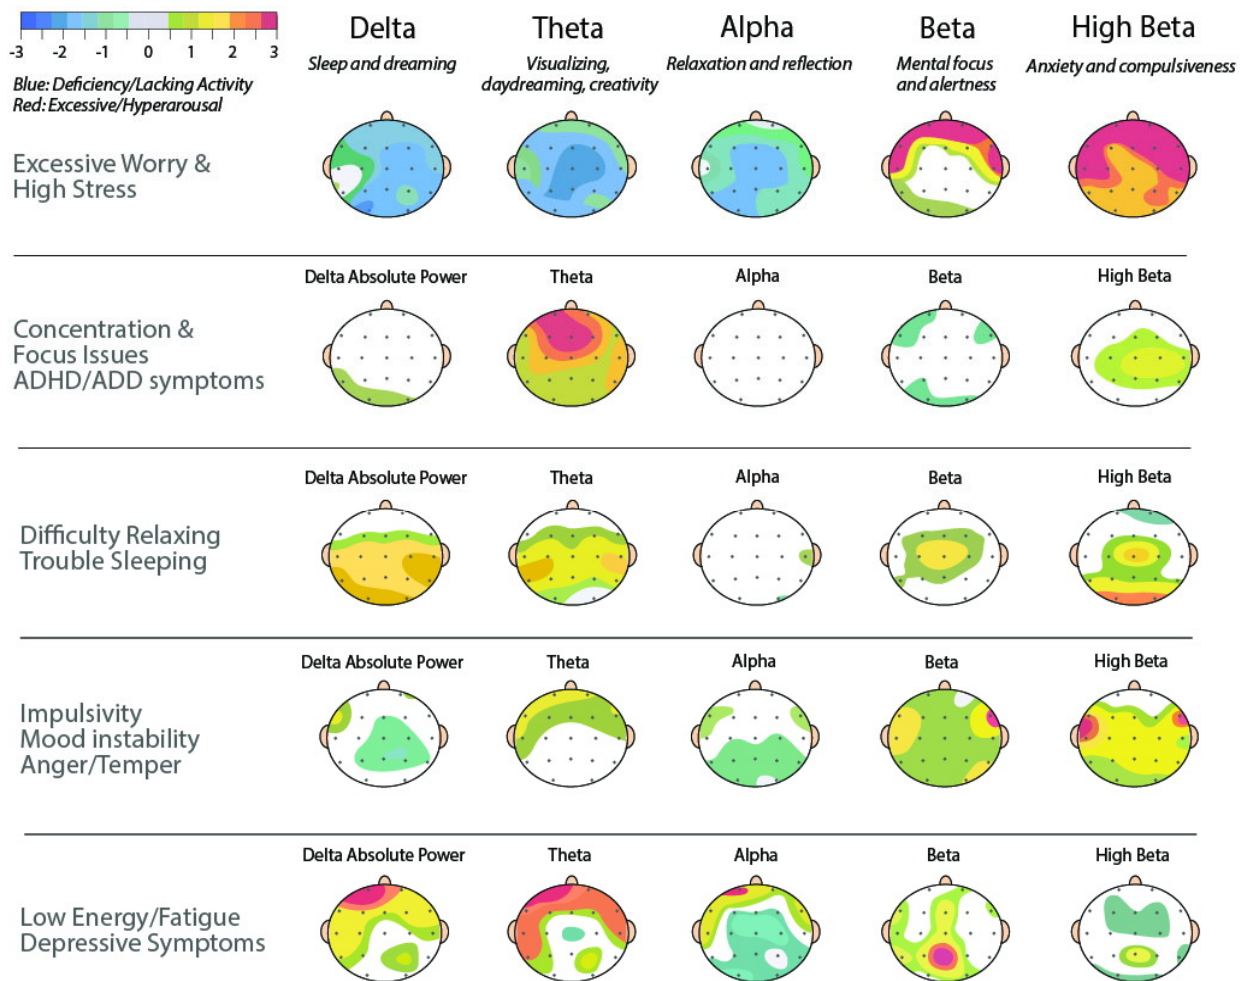 Delta
Theta
Alpha
Beta
High Beta
-3 -2 -1 0 1 2 3
Sleep and dreaming
Visualizing,
daydreaming, creativity
Relaxation and reflection
Mental focus
and alertness
Anxiety and compulsiveness
Blue: Deficiency/Lacking Activity
Red: Excessive/Hyperarousal
Excessive Worry &
High Stress
Delta Absolute Power
Theta
Alpha
Beta
High Beta
Concentration &
Focus Issues
ADHD/ADD symptoms
Delta Absolute Power
Theta
Alpha
Beta
High Beta
Difficulty Relaxing
Trouble Sleeping
Delta Absolute Power
Theta
Alpha
Beta
High Beta
Impulsivity
Mood instability
Anger/Temper
Delta Absolute Power
Theta
Alpha
Beta
High Beta
Low Energy/Fatigue
Depressive Symptoms